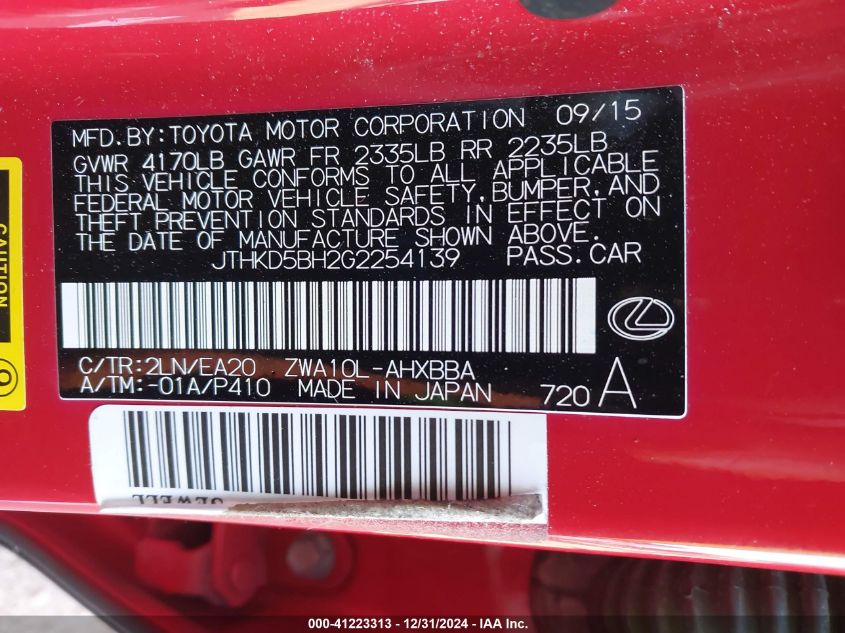 MFD.BY:TOYOTA MOTOR CORPORATION 09/15
GVWR 4170LB GAWR FR 2335LB RR 2235LB
THIS VEHICLE CONFORMS TO ALL APPLICABLE
FEDERAL MOTOR VEHICLE SAFETY,BUMPER,AND
THEFT PREVENTION STANDARDS IN EFFECT ON
THE DATE OF MANUFACTURE SHOWN ABOVE.
JTHKD5BH2G2254139 PASS.CAR
C/TR:2LN/EA20 ZWA10L-AHXBBA
A/TM:-01A/P410 MADE IN JAPAN 720 A
CAUTION
SEWELL
000-41223313 - 12/31/2024 - IAA Inc.